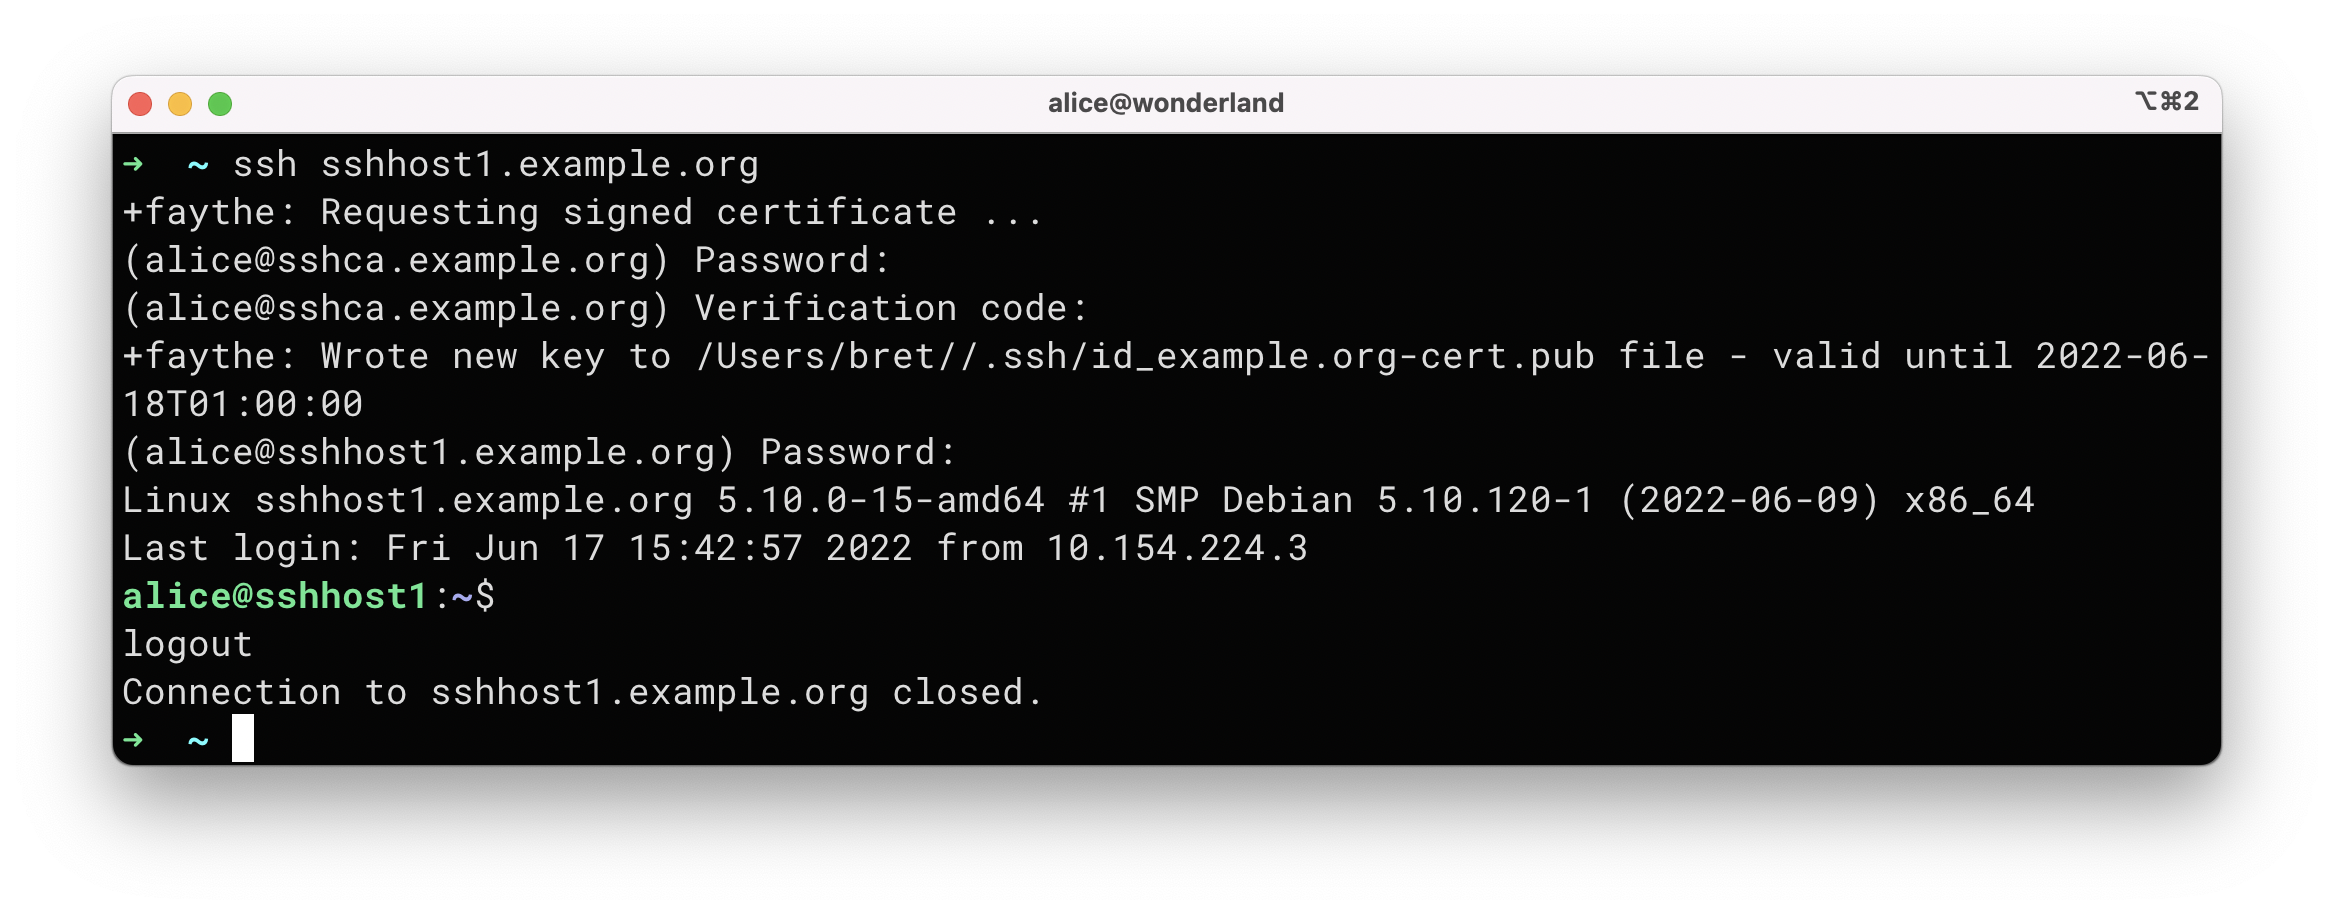 alice@wonderland
⌥⌘2
➜  ~ ssh sshhost1.example.org
+faythe: Requesting signed certificate ...
(alice@sshca.example.org) Password:
(alice@sshca.example.org) Verification code:
+faythe: Wrote new key to /Users/bret//.ssh/id_example.org-cert.pub file - valid until 2022-06-
18T01:00:00
(alice@sshhost1.example.org) Password:
Linux sshhost1.example.org 5.10.0-15-amd64 #1 SMP Debian 5.10.120-1 (2022-06-09) x86_64
Last login: Fri Jun 17 15:42:57 2022 from 10.154.224.3
alice@sshhost1:~$
logout
Connection to sshhost1.example.org closed.
➜  ~